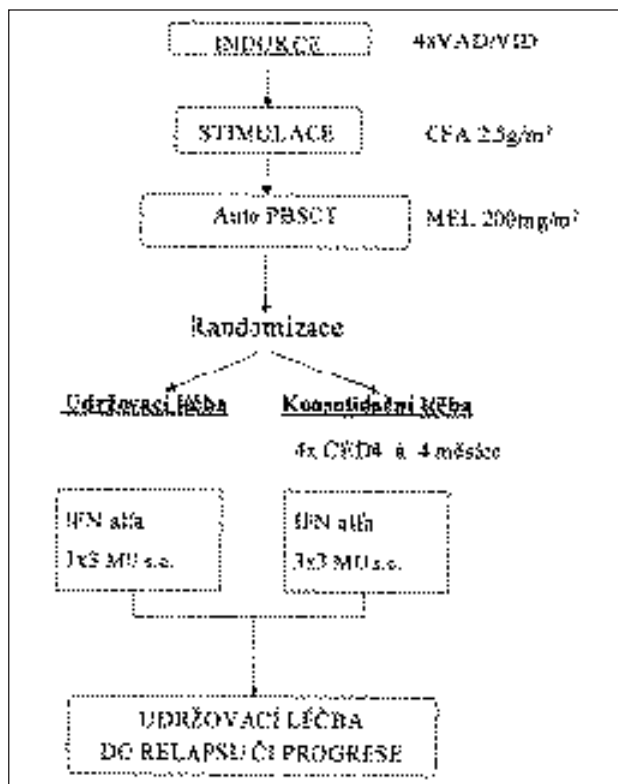 INDUKCE
4xVAD/VID
STIMULACE
CFA 2.5g/m²
Auto PBSCT
MEL 200mg/m²
Randomizace
Udržovací léčba
Konsolidační léčba
4x CED4 à 4 měsíce
IFN alfa
3x3 MU s.c.
IFN alfa
3x3 MU s.c.
UDRŽOVACÍ LÉČBA
DO RELAPSU ČI PROGRESE